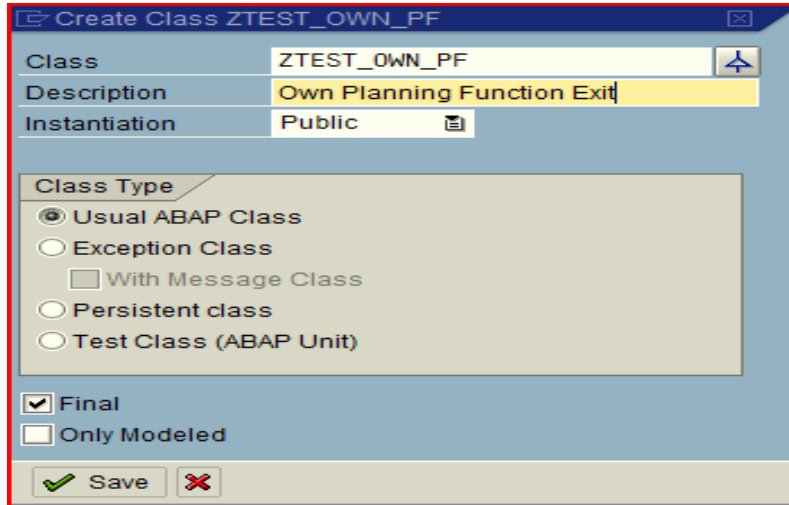 Create Class ZTEST_OWN_PF
Class ZTEST_OWN_PF
Description Own Planning Function Exit
Instantiation Public
Class Type
Usual ABAP Class
Exception Class
With Message Class
Persistent class
Test Class (ABAP Unit)
Final
Only Modeled
Save